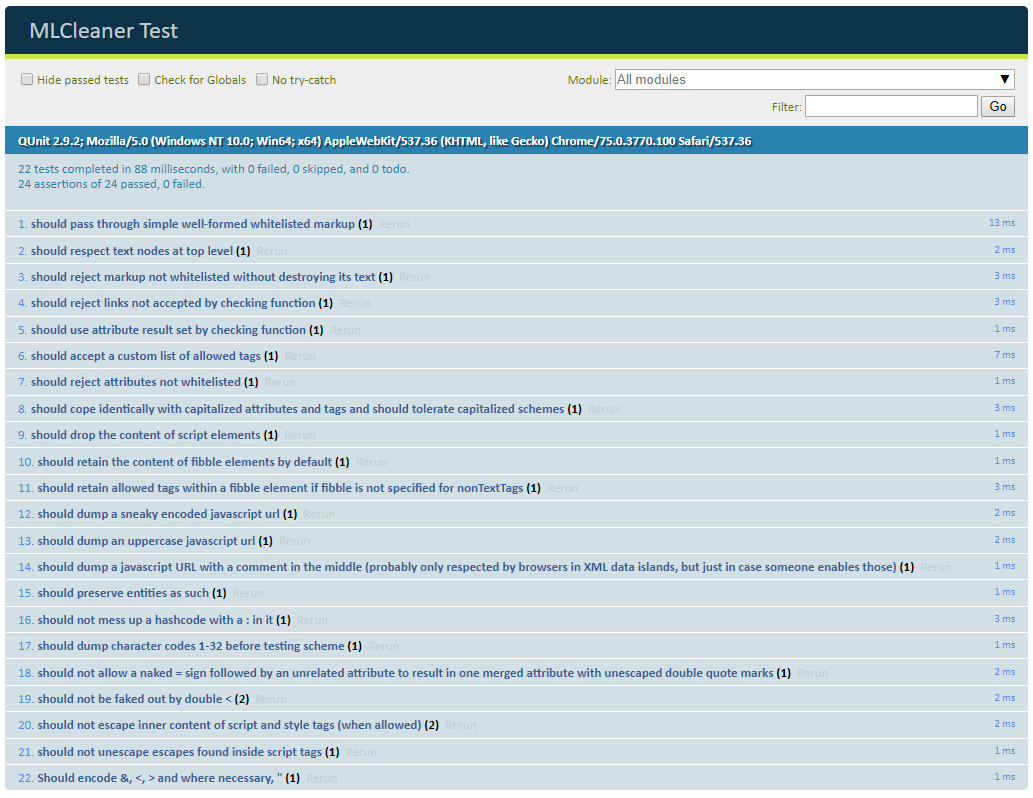 MLCleaner Test
Hide passed tests Check for Globals No try-catch Module: All modules ▼
Filter: Go
QUnit 2.9.2; Mozilla/5.0 (Windows NT 10.0; Win64; x64) AppleWebKit/537.36 (KHTML, like Gecko) Chrome/75.0.3770.100 Safari/537.36
22 tests completed in 88 milliseconds, with 0 failed, 0 skipped, and 0 todo.
24 assertions of 24 passed, 0 failed.
1. should pass through simple well-formed whitelisted markup (1) Rerun 13 ms
2. should respect text nodes at top level (1) Rerun 2 ms
3. should reject markup not whitelisted without destroying its text (1) Rerun 3 ms
4. should reject links not accepted by checking function (1) Rerun 3 ms
5. should use attribute result set by checking function (1) Rerun 1 ms
6. should accept a custom list of allowed tags (1) Rerun 7 ms
7. should reject attributes not whitelisted (1) Rerun 1 ms
8. should cope identically with capitalized attributes and tags and should tolerate capitalized schemes (1) Rerun 3 ms
9. should drop the content of script elements (1) Rerun 1 ms
10. should retain the content of fibble elements by default (1) Rerun 1 ms
11. should retain allowed tags within a fibble element if fibble is not specified for nonTextTags (1) Rerun 3 ms
12. should dump a sneaky encoded javascript url (1) Rerun 2 ms
13. should dump an uppercase javascript url (1) Rerun 2 ms
14. should dump a javascript URL with a comment in the middle (probably only respected by browsers in XML data islands, but just in case someone enables those) (1) Rerun 1 ms
15. should preserve entities as such (1) Rerun 1 ms
16. should not mess up a hashcode with a : in it (1) Rerun 3 ms
17. should dump character codes 1-32 before testing scheme (1) Rerun 1 ms
18. should not allow a naked = sign followed by an unrelated attribute to result in one merged attribute with unescaped double quote marks (1) Rerun 2 ms
19. should not be faked out by double < (2) Rerun 2 ms
20. should not escape inner content of script and style tags (when allowed) (2) Rerun 2 ms
21. should not unescape escapes found inside script tags (1) Rerun 1 ms
22. Should encode &, <, > and where necessary, " (1) Rerun 1 ms